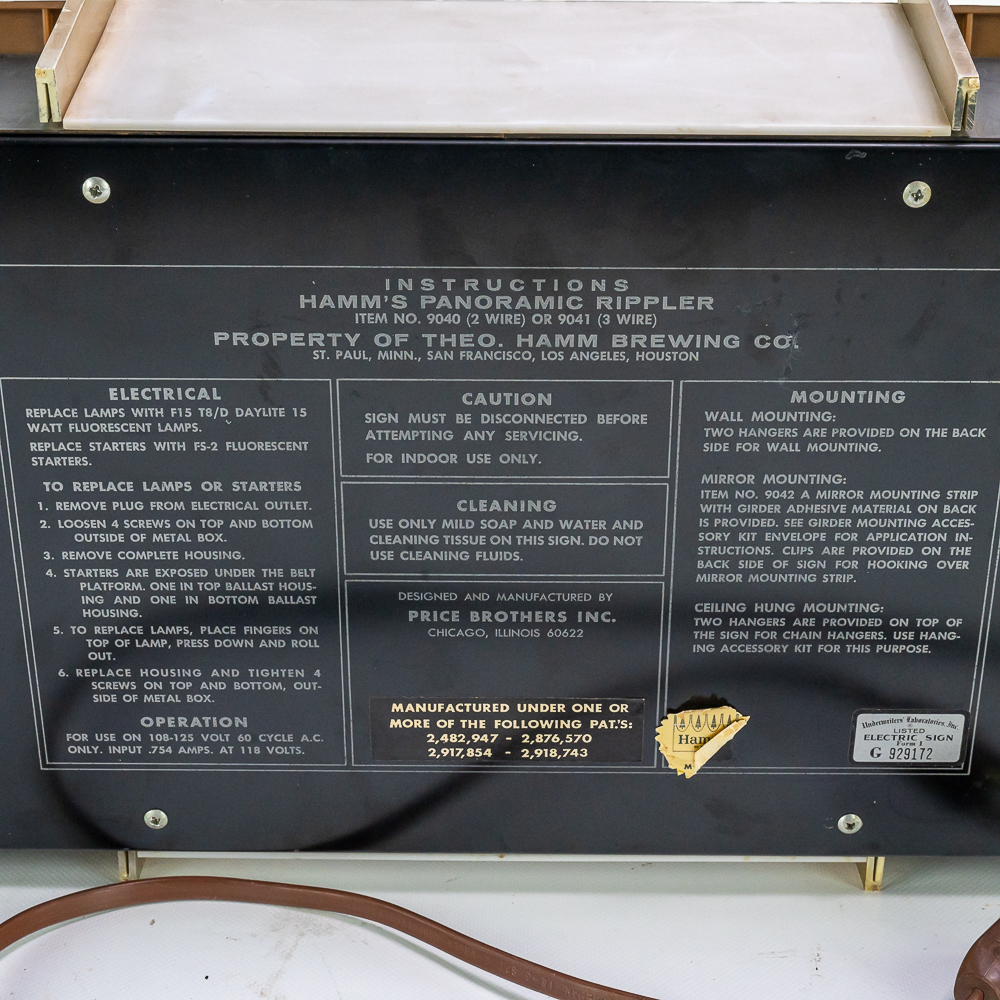 INSTRUCTIONS
HAMM'S PANORAMIC RIPPLER
ITEM NO. 9040 (2 WIRE) OR 9041 (3 WIRE)
PROPERTY OF THEO. HAMM BREWING CO.
ST. PAUL, MINN., SAN FRANCISCO, LOS ANGELES, HOUSTON
ELECTRICAL
REPLACE LAMPS WITH F15 T8/D DAYLITE 15
WATT FLUORESCENT LAMPS.
REPLACE STARTERS WITH FS-2 FLUORESCENT
STARTERS.
TO REPLACE LAMPS OR STARTERS
1. REMOVE PLUG FROM ELECTRICAL OUTLET.
2. LOOSEN 4 SCREWS ON TOP AND BOTTOM
OUTSIDE OF METAL BOX.
3. REMOVE COMPLETE HOUSING.
4. STARTERS ARE EXPOSED UNDER THE BELT
PLATFORM. ONE IN TOP BALLAST HOUS-
ING AND ONE IN BOTTOM BALLAST
HOUSING.
5. TO REPLACE LAMPS, PLACE FINGERS ON
TOP OF LAMP, PRESS DOWN AND ROLL
OUT.
6. REPLACE HOUSING AND TIGHTEN 4
SCREWS ON TOP AND BOTTOM, OUT-
SIDE OF METAL BOX.
OPERATION
FOR USE ON 108-125 VOLT 60 CYCLE A.C.
ONLY. INPUT .754 AMPS. AT 118 VOLTS.
CAUTION
SIGN MUST BE DISCONNECTED BEFORE
ATTEMPTING ANY SERVICING.
FOR INDOOR USE ONLY.
CLEANING
USE ONLY MILD SOAP AND WATER AND
CLEANING TISSUE ON THIS SIGN. DO NOT
USE CLEANING FLUIDS.
DESIGNED AND MANUFACTURED BY
PRICE BROTHERS INC.
CHICAGO, ILLINOIS 60622
MANUFACTURED UNDER ONE OR
MORE OF THE FOLLOWING PAT.'S:
2,482,947 - 2,876,570
2,917,854 - 2,918,743
MOUNTING
WALL MOUNTING:
TWO HANGERS ARE PROVIDED ON THE BACK
SIDE FOR WALL MOUNTING.
MIRROR MOUNTING:
ITEM NO. 9042 A MIRROR MOUNTING STRIP
WITH GIRDER ADHESIVE MATERIAL ON BACK
IS PROVIDED. SEE GIRDER MOUNTING ACCES-
SORY KIT ENVELOPE FOR APPLICATION IN-
STRUCTIONS. CLIPS ARE PROVIDED ON THE
BACK SIDE OF SIGN FOR HOOKING OVER
MIRROR MOUNTING STRIP.
CEILING HUNG MOUNTING:
TWO HANGERS ARE PROVIDED ON TOP OF
THE SIGN FOR CHAIN HANGERS. USE HANG-
ING ACCESSORY KIT FOR THIS PURPOSE.
Ham
M
Underwriters' Laboratories, Inc.
LISTED
ELECTRIC SIGN
Form 1
G 929172